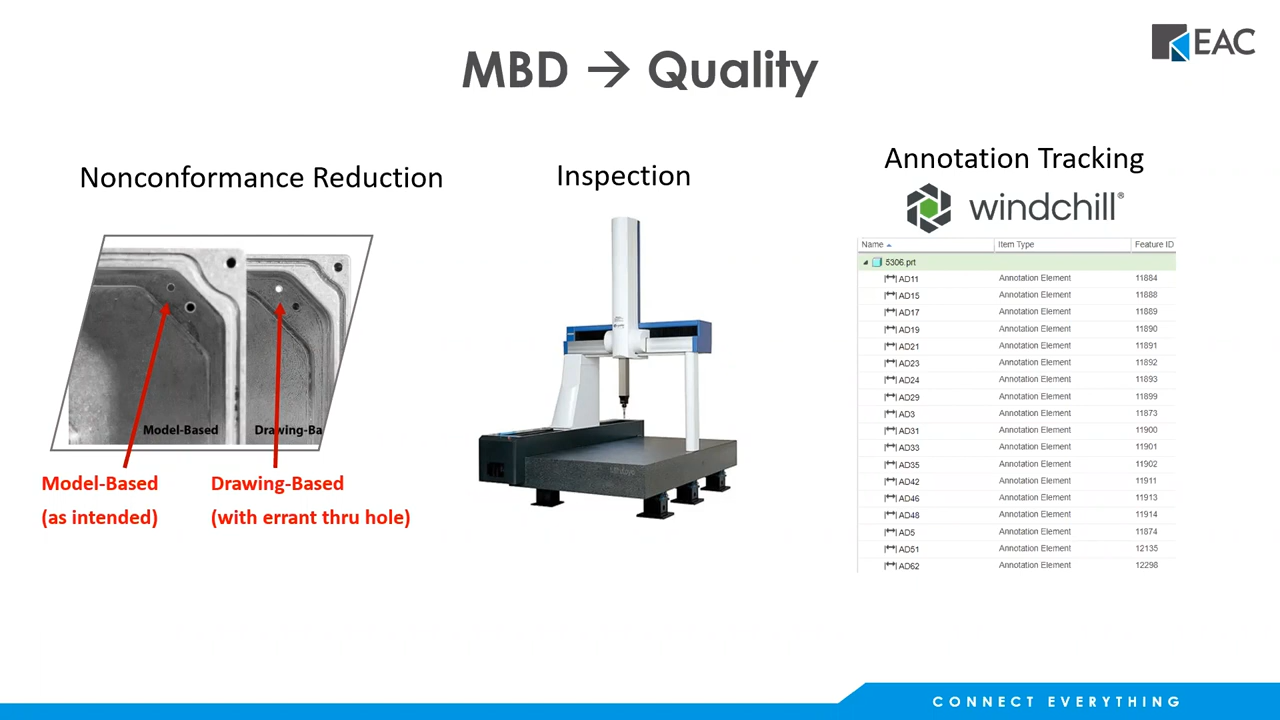 EAC
MBD → Quality
Nonconformance Reduction
Model-Based
Drawing-Ba
Model-Based
(as intended)
Drawing-Based
(with errant thru hole)
Inspection
Annotation Tracking
windchill®
Name Item Type Feature ID
5306.prt
AD11 Annotation Element 11884
AD15 Annotation Element 11888
AD17 Annotation Element 11889
AD19 Annotation Element 11890
AD21 Annotation Element 11891
AD23 Annotation Element 11892
AD24 Annotation Element 11893
AD29 Annotation Element 11899
AD3 Annotation Element 11873
AD31 Annotation Element 11900
AD33 Annotation Element 11901
AD35 Annotation Element 11902
AD42 Annotation Element 11911
AD46 Annotation Element 11913
AD48 Annotation Element 11914
AD5 Annotation Element 11874
AD51 Annotation Element 12135
AD62 Annotation Element 12298
CONNECT EVERYTHING